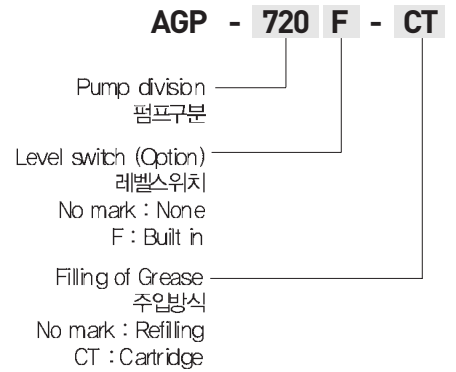 AGP - 720 F - CT
Pump division
펌프구분
Level switch (Option)
레벨스위치
No mark : None
F : Built in
Filling of Grease
주입방식
No mark : Refilling
CT : Cartridge